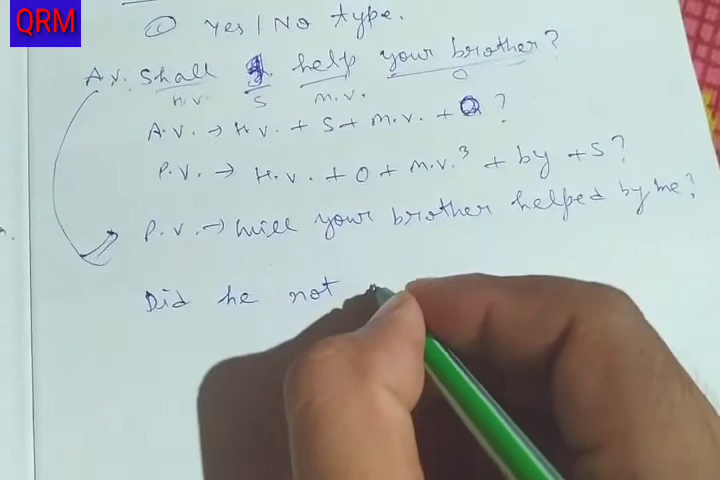 QRM
① Yes/No type.
A.V. Shall I help your brother?
H.V. S M.V. O
A.V. → H.V. + S + M.V. + O ?
P.V. → H.V. + O + M.V.³ + by + S ?
P.V. → Will your brother helped by me?
Did he not